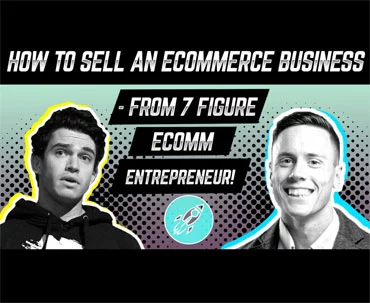 HOW TO SELL AN ECOMMERCE BUSINESS
- FROM 7 FIGURE
ECOMM
ENTREPRENEUR!